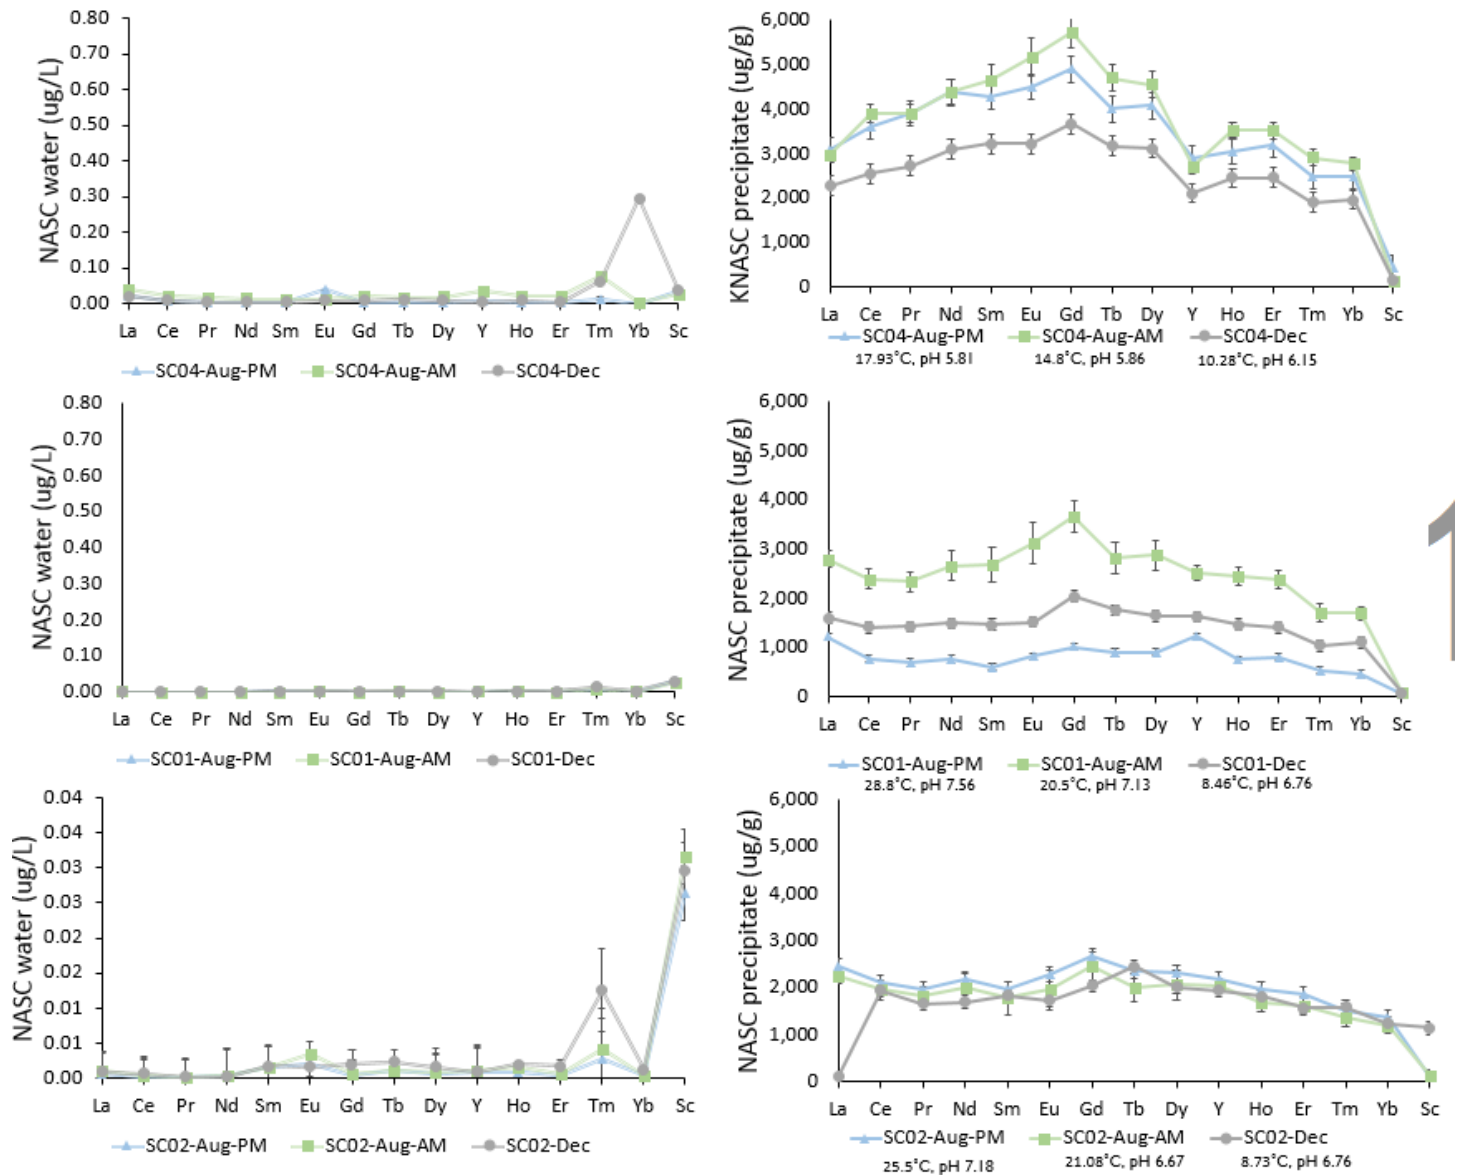 NASC water (ug/L)
0.80
0.70
0.60
0.50
0.40
0.30
0.20
0.10
0.00
La Ce Pr Nd Sm Eu Gd Tb Dy Y Ho Er Tm Yb Sc
SC04-Aug-PM SC04-Aug-AM SC04-Dec
KNASC precipitate (ug/g)
6,000
5,000
4,000
3,000
2,000
1,000
0
La Ce Pr Nd Sm Eu Gd Tb Dy Y Ho Er Tm Yb Sc
SC04-Aug-PM SC04-Aug-AM SC04-Dec
17.93°C, pH 5.81 14.8°C, pH 5.86 10.28°C, pH 6.15
NASC water (ug/L)
0.80
0.70
0.60
0.50
0.40
0.30
0.20
0.10
0.00
La Ce Pr Nd Sm Eu Gd Tb Dy Y Ho Er Tm Yb Sc
SC01-Aug-PM SC01-Aug-AM SC01-Dec
NASC precipitate (ug/g)
6,000
5,000
4,000
3,000
2,000
1,000
0
La Ce Pr Nd Sm Eu Gd Tb Dy Y Ho Er Tm Yb Sc
SC01-Aug-PM SC01-Aug-AM SC01-Dec
28.8°C, pH 7.56 20.5°C, pH 7.13 8.46°C, pH 6.76
NASC water (ug/L)
0.04
0.04
0.03
0.03
0.02
0.02
0.01
0.01
0.00
La Ce Pr Nd Sm Eu Gd Tb Dy Y Ho Er Tm Yb Sc
SC02-Aug-PM SC02-Aug-AM SC02-Dec
NASC precipitate (ug/g)
6,000
5,000
4,000
3,000
2,000
1,000
0
La Ce Pr Nd Sm Eu Gd Tb Dy Y Ho Er Tm Yb Sc
SC02-Aug-PM SC02-Aug-AM SC02-Dec
25.5°C, pH 7.18 21.08°C, pH 6.67 8.73°C, pH 6.76